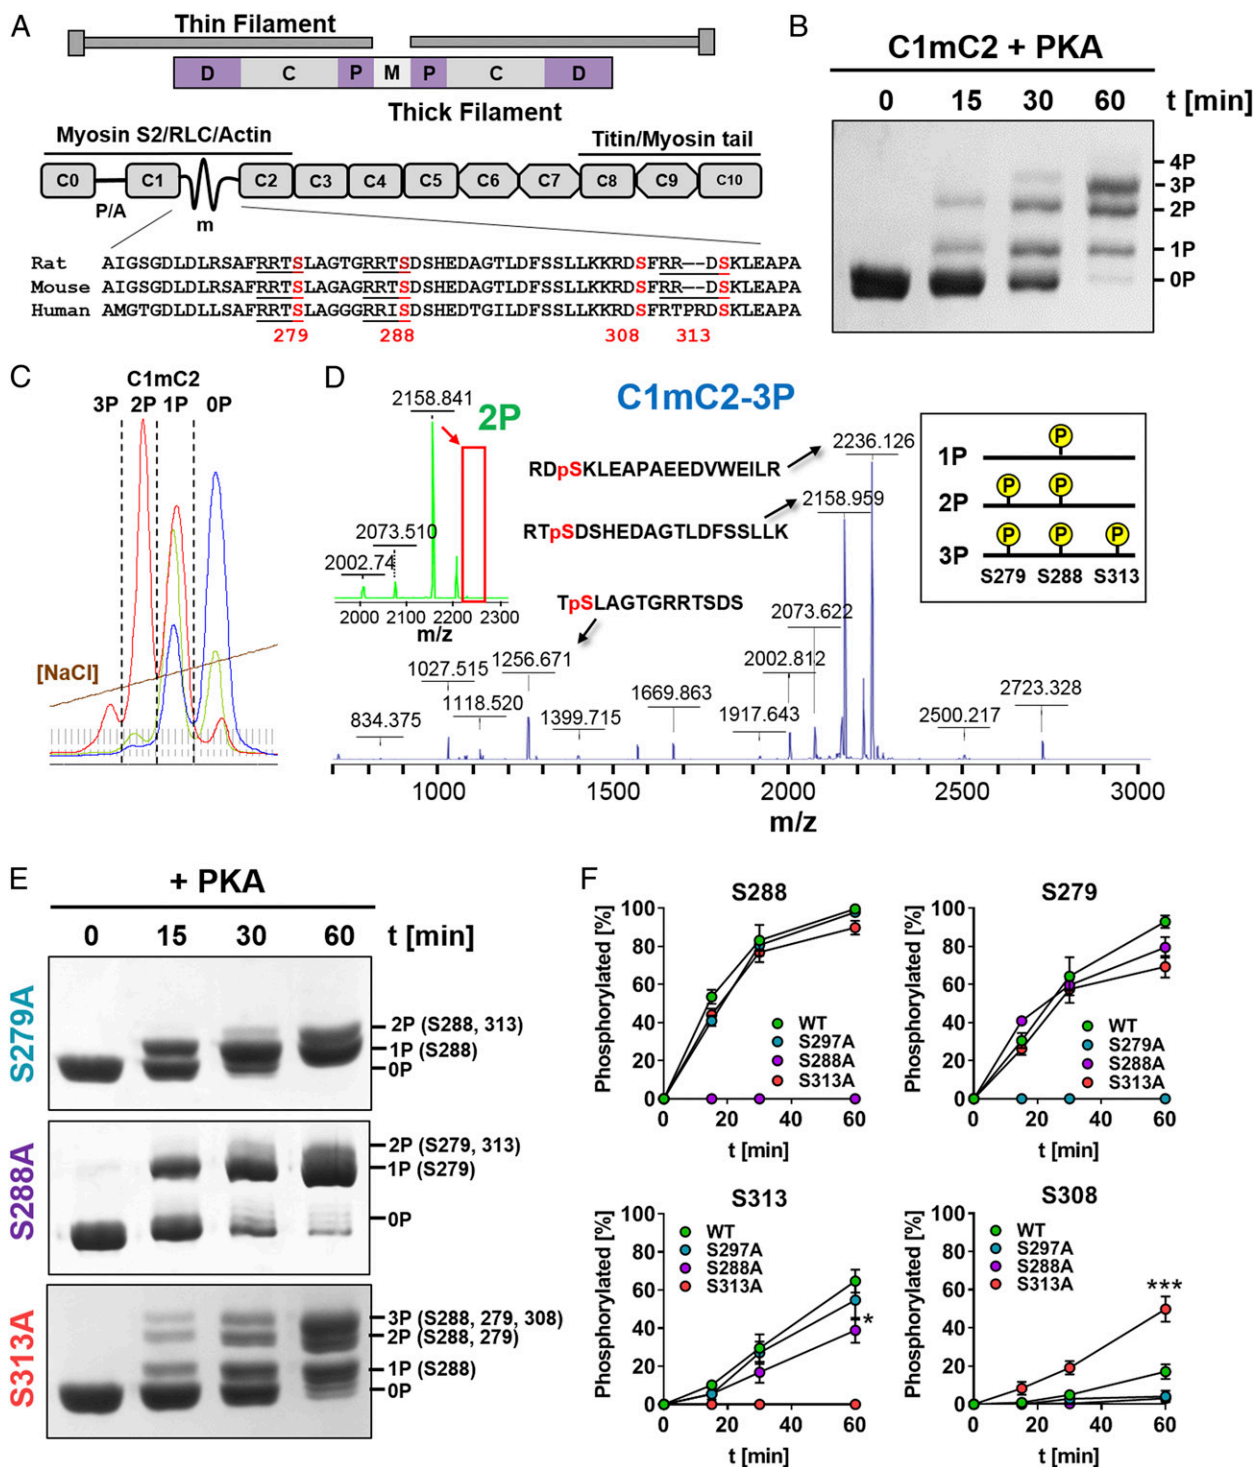 A
Thin Filament
D C P M P C D
Thick Filament
Myosin S2/RLC/Actin
Titin/Myosin tail
C0 C1 C2 C3 C4 C5 C6 C7 C8 C9 C10
P/A
m
Rat AIGSGDLDLRSAFRRTSLAGTGRRTSDSHEDAGTLDFSSLLKKRDSFRR--DSKLEAPA
Mouse AIGSGDLDLRSAFRRTSLAGAGRRTSDSHEDAGTLDFSSLLKKRDSFRR--DSKLEAPA
Human AMGTGDLDLLSAFRRTSLAGGGRRISDSHEDTGILDFSSLLKKRDSFRTPRDSKLEAPA
279 288 308 313
B
C1mC2 + PKA
0 15 30 60 t [min]
4P
3P
2P
1P
0P
C
C1mC2
3P 2P 1P 0P
[NaCl]
D
C1mC2-3P
2158.841
2P
2073.510
2002.74
2000 2100 2200 2300
m/z
RDpSKLEAPAEEDVWEILR
2236.126
RTpSDSHEDAGTLDFSSLLK
2158.959
TpSLAGTGRRTSDS
2073.622
2002.812
1027.515
1256.671
834.375
1118.520
1399.715
1669.863
1917.643
2500.217
2723.328
1000 1500 2000 2500 3000
m/z
P
1P
P P
2P
P P P
3P
S279 S288 S313
E
+ PKA
0 15 30 60 t [min]
S279A
2P (S288, 313)
1P (S288)
0P
S288A
2P (S279, 313)
1P (S279)
0P
S313A
3P (S288, 279, 308)
2P (S288, 279)
1P (S288)
0P
F
S288
Phosphorylated [%]
100
80
60
40
20
0
WT
S297A
S288A
S313A
0 20 40 60
t [min]
S279
Phosphorylated [%]
100
80
60
40
20
0
WT
S279A
S288A
S313A
0 20 40 60
t [min]
S313
Phosphorylated [%]
100
80
60
40
20
0
WT
S297A
S288A
S313A
*
0 20 40 60
t [min]
S308
Phosphorylated [%]
100
80
60
40
20
0
WT
S297A
S288A
S313A
***
0 20 40 60
t [min]